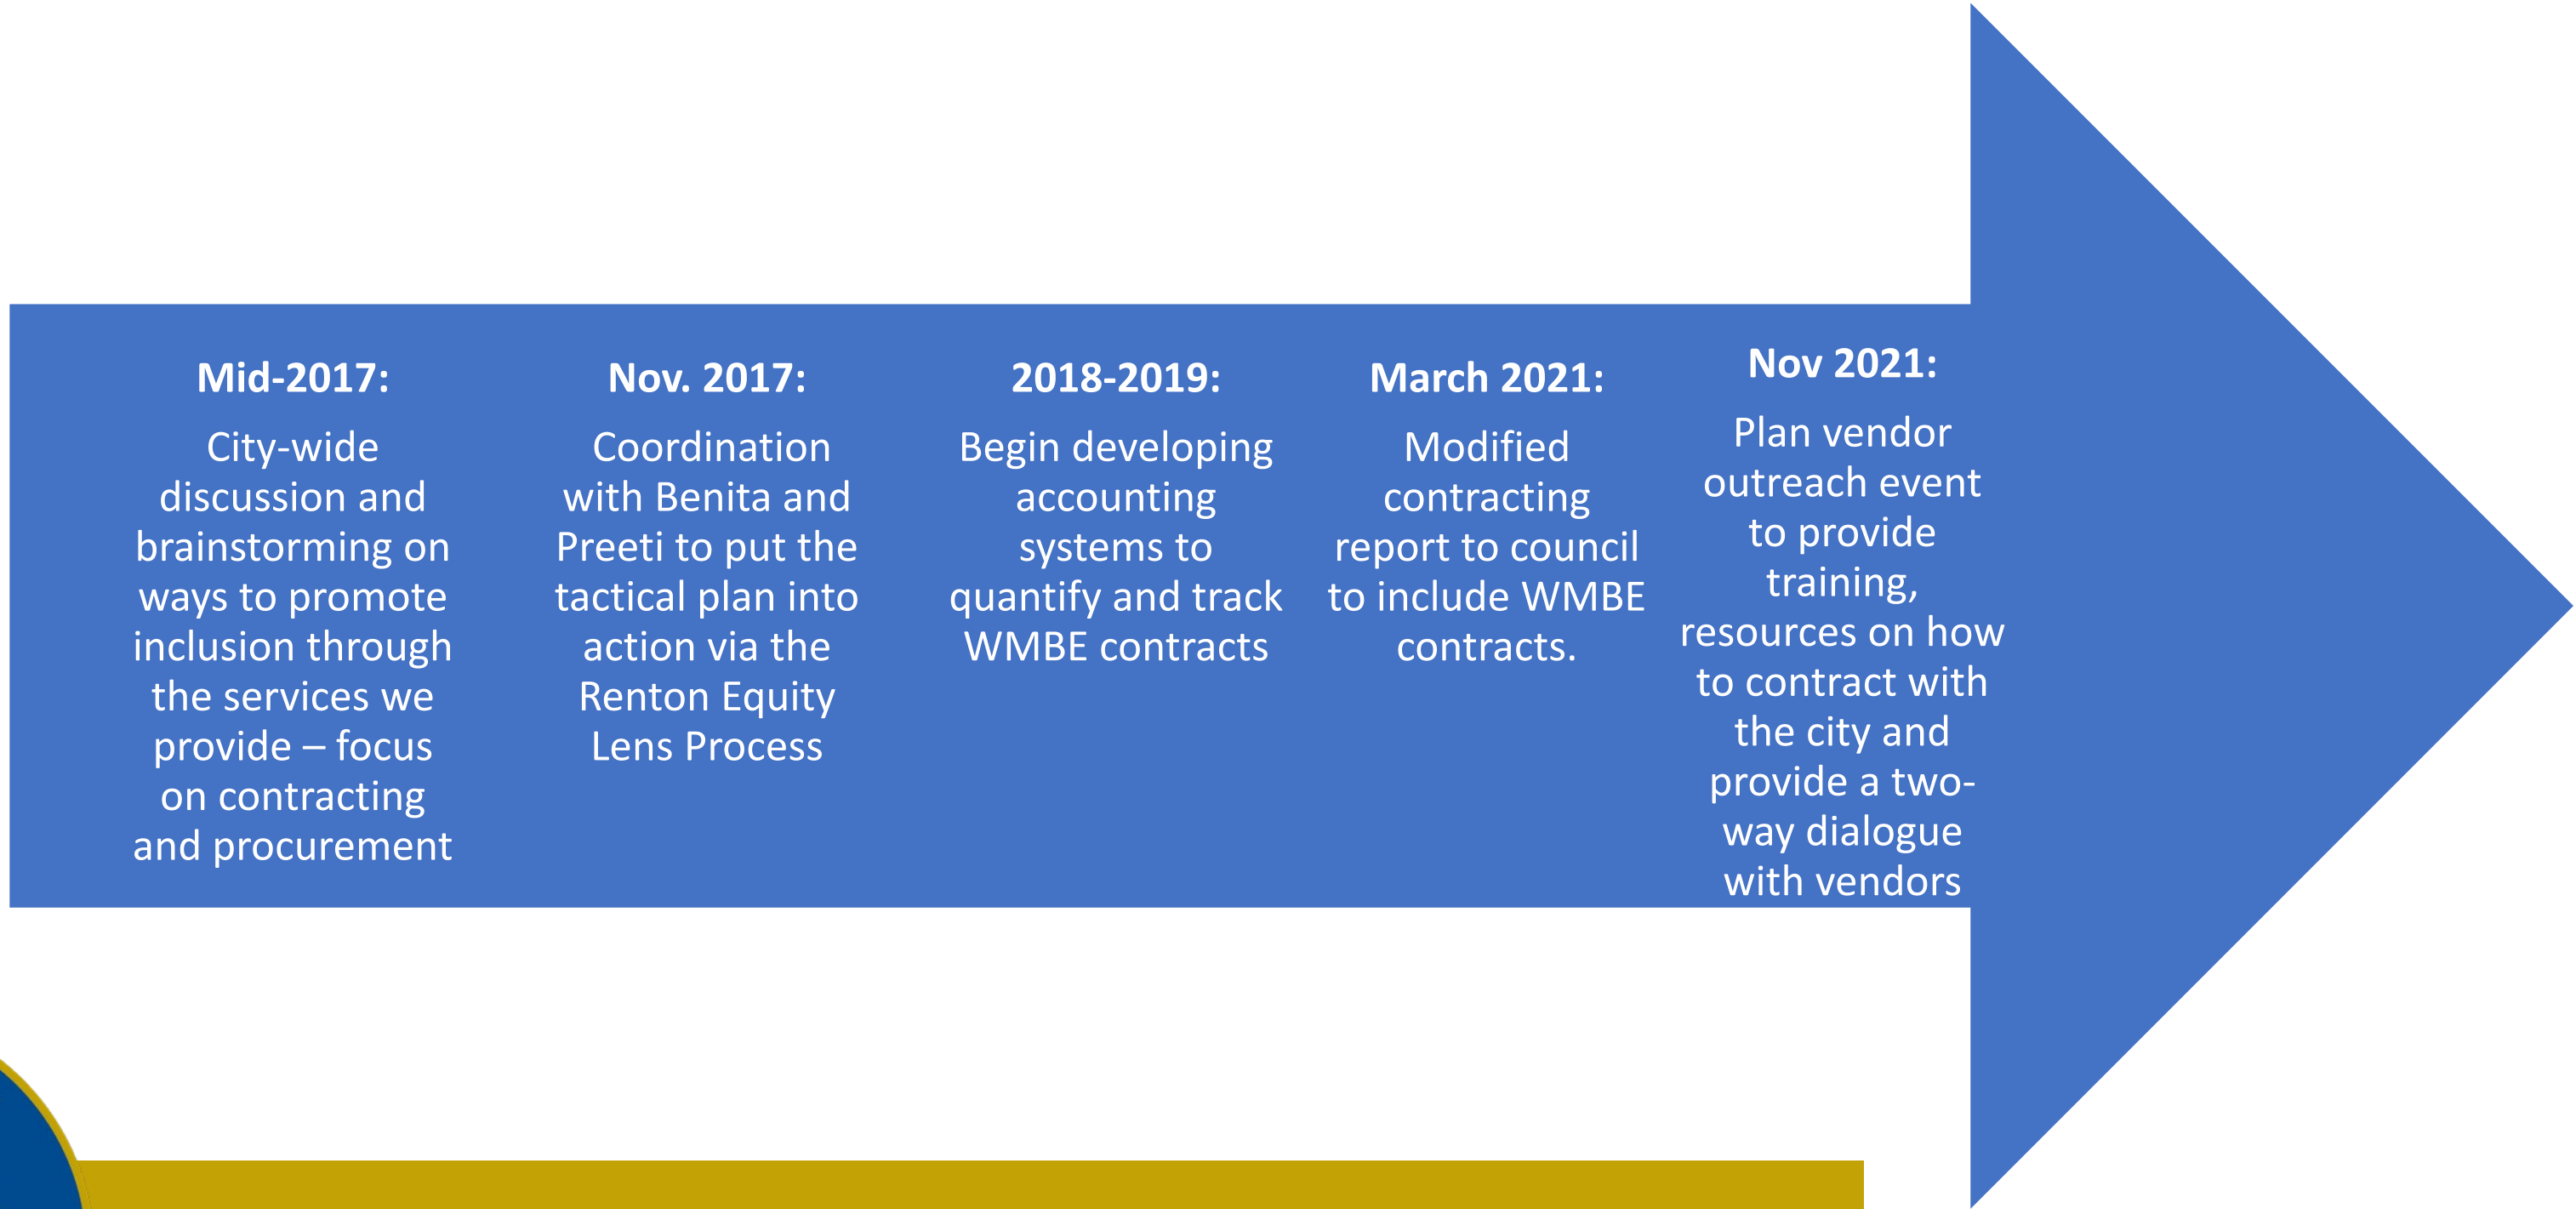 Mid-2017:
City-wide
discussion and
brainstorming on
ways to promote
inclusion through
the services we
provide – focus
on contracting
and procurement
Nov. 2017:
Coordination
with Benita and
Preeti to put the
tactical plan into
action via the
Renton Equity
Lens Process
2018-2019:
Begin developing
accounting
systems to
quantify and track
WMBE contracts
March 2021:
Modified
contracting
report to council
to include WMBE
contracts.
Nov 2021:
Plan vendor
outreach event
to provide
training,
resources on how
to contract with
the city and
provide a two-
way dialogue
with vendors